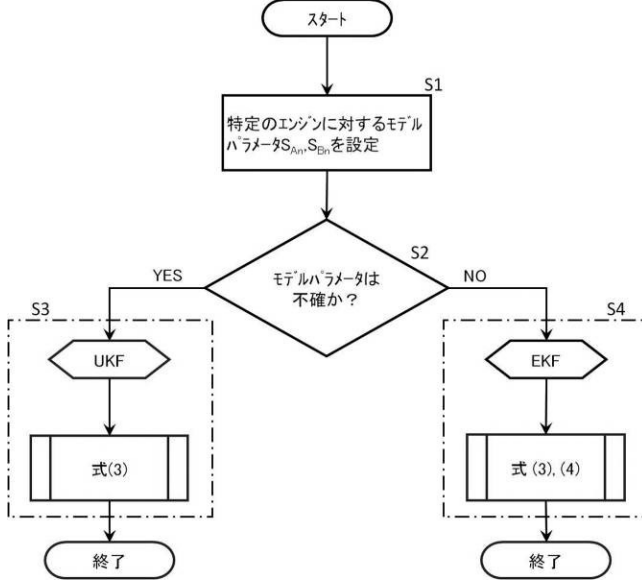 スタート
S1
特定のエンジンに対するモデル
パラメータS_An,S_Bnを設定
S2
モデルパラメータは
不確か？
YES
NO
S3
UKF
式(3)
終了
S4
EKF
式(3),(4)
終了